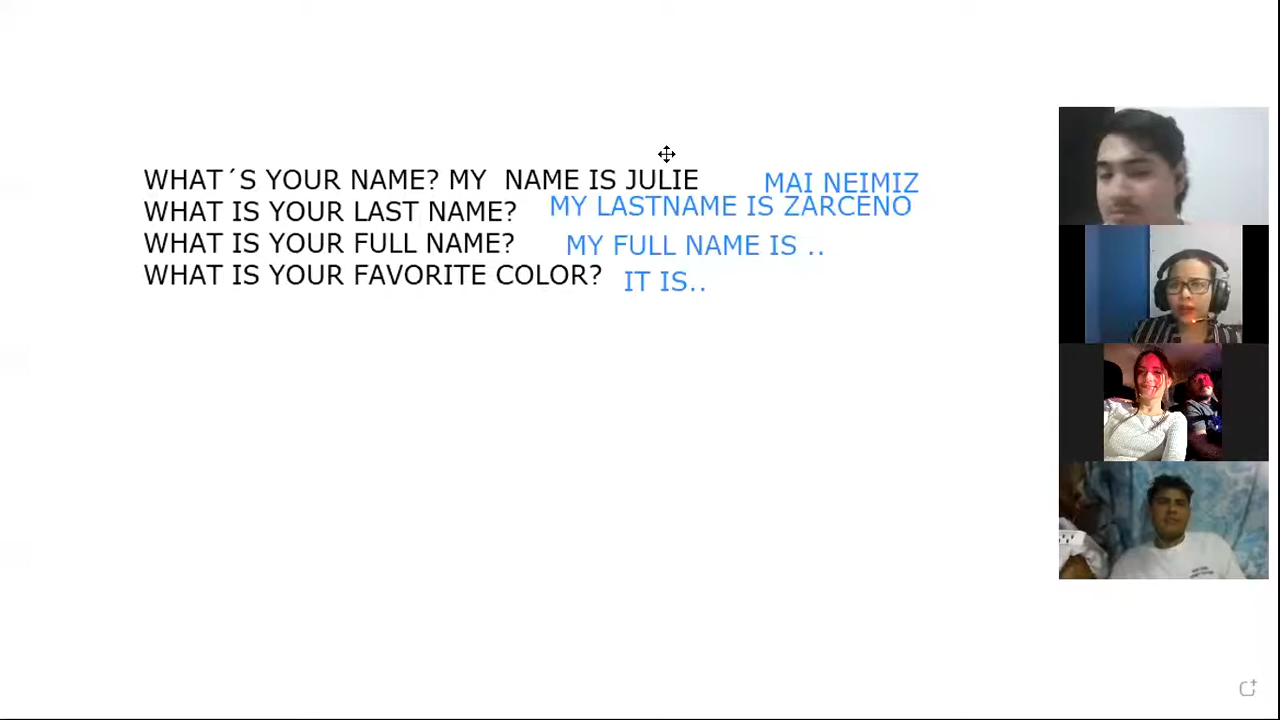 WHAT´S YOUR NAME? MY NAME IS JULIE MAI NEIMIZ
WHAT IS YOUR LAST NAME? MY LASTNAME IS ZARCENO
WHAT IS YOUR FULL NAME? MY FULL NAME IS ..
WHAT IS YOUR FAVORITE COLOR? IT IS..